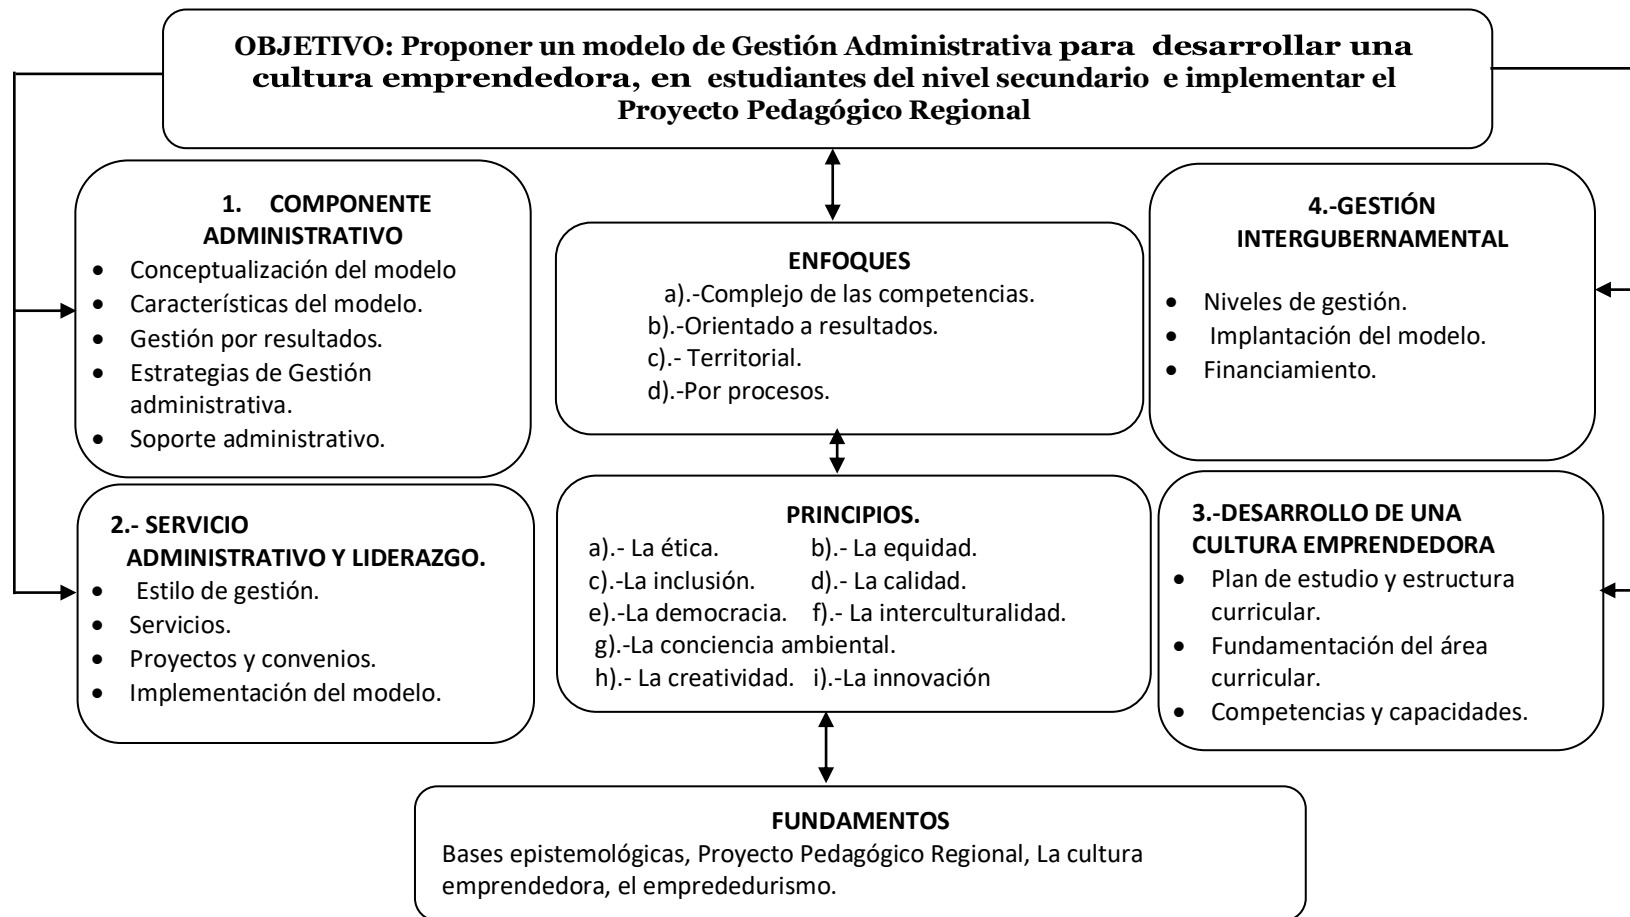 OBJETIVO: Proponer un modelo de Gestión Administrativa para desarrollar una
cultura emprendedora, en estudiantes del nivel secundario e implementar el
Proyecto Pedagógico Regional
1. COMPONENTE
ADMINISTRATIVO
• Conceptualización del modelo
• Característicás del modelo.
• Gestión por resultados.
• Estrategias de Gestión
administrativa.
• Soporte administrativo.
2.- SERVICIO
ADMINISTRATIVO Y LIDERAZGO.
• Estilo de gestión.
• Servicios.
• Proyectos y convenios.
• Implementación del modelo.
ENFOQUES
a).-Complejo de las competencias.
b).-Orientado a resultados.
c).- Territorial.
d).-Por procesos.
PRINCIPIOS.
a).- La ética. b).- La equidad.
c).-La inclusión. d).- La calidad.
e).-La democracia. f).- La interculturalidad.
g).-La conciencia ambiental.
h).- La creatividad. i).-La innovación
4.-GESTIÓN
INTERGUBERNAMENTAL
• Niveles de gestión.
• Implantación del modelo.
• Financiamiento.
3.-DESARROLLO DE UNA
CULTURA EMPRENDEDORA
• Plan de estudio y estructura
curricular.
• Fundamentación del área
curricular.
• Competencias y capacidades.
FUNDAMENTOS
Bases epistemológicas, Proyecto Pedagógico Regional, La cultura
emprendedora, el emprededurismo.